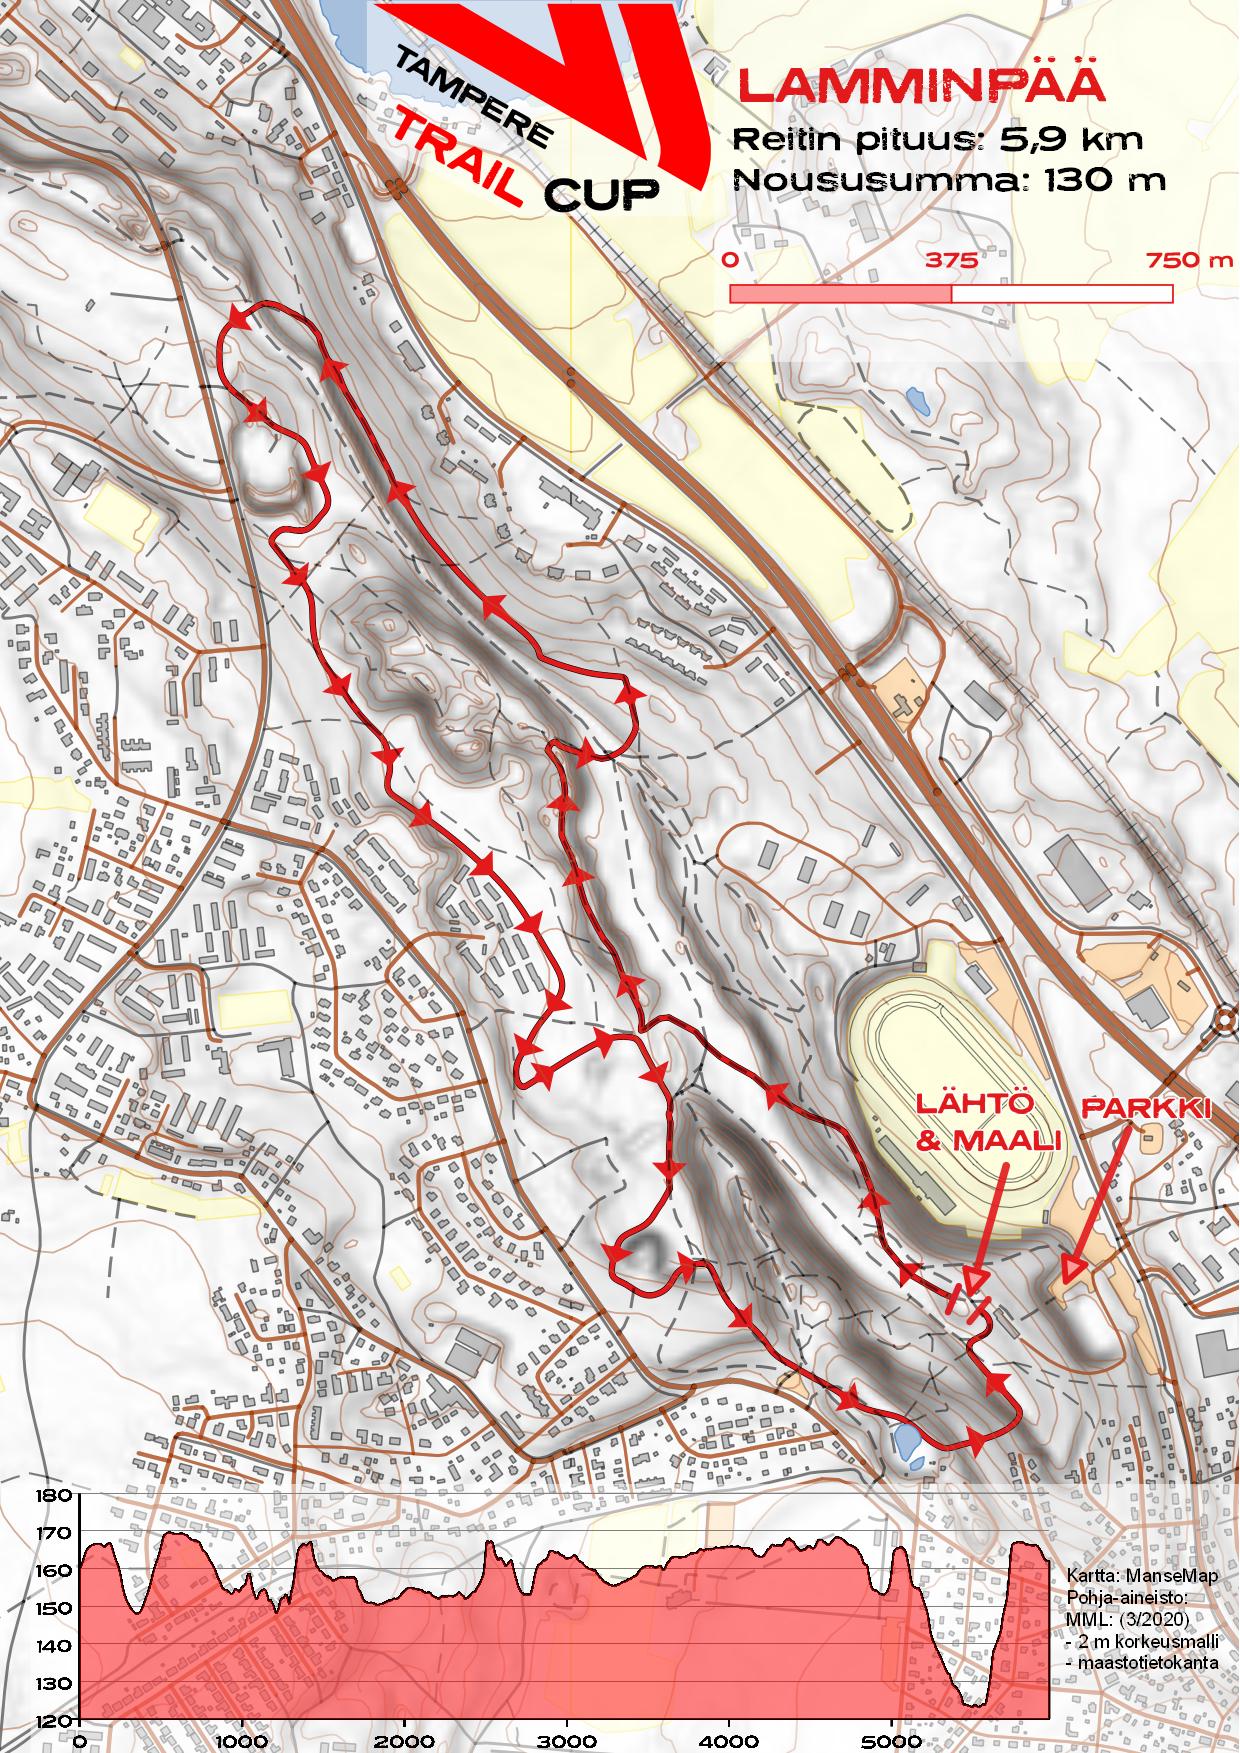 TAMPERE
TRAIL CUP
LAMMINPÄÄ
Reitin pituus: 5,9 km
Noususumma: 130 m
0 375 750 m
LÄHTÖ
& MAALI
PARKKI
180
170
160
150
140
130
120
0 1000 2000 3000 4000 5000
Kartta: ManseMap
Pohja-aineisto:
MML: (3/2020)
- 2 m korkeusmalli
- maastotietokanta